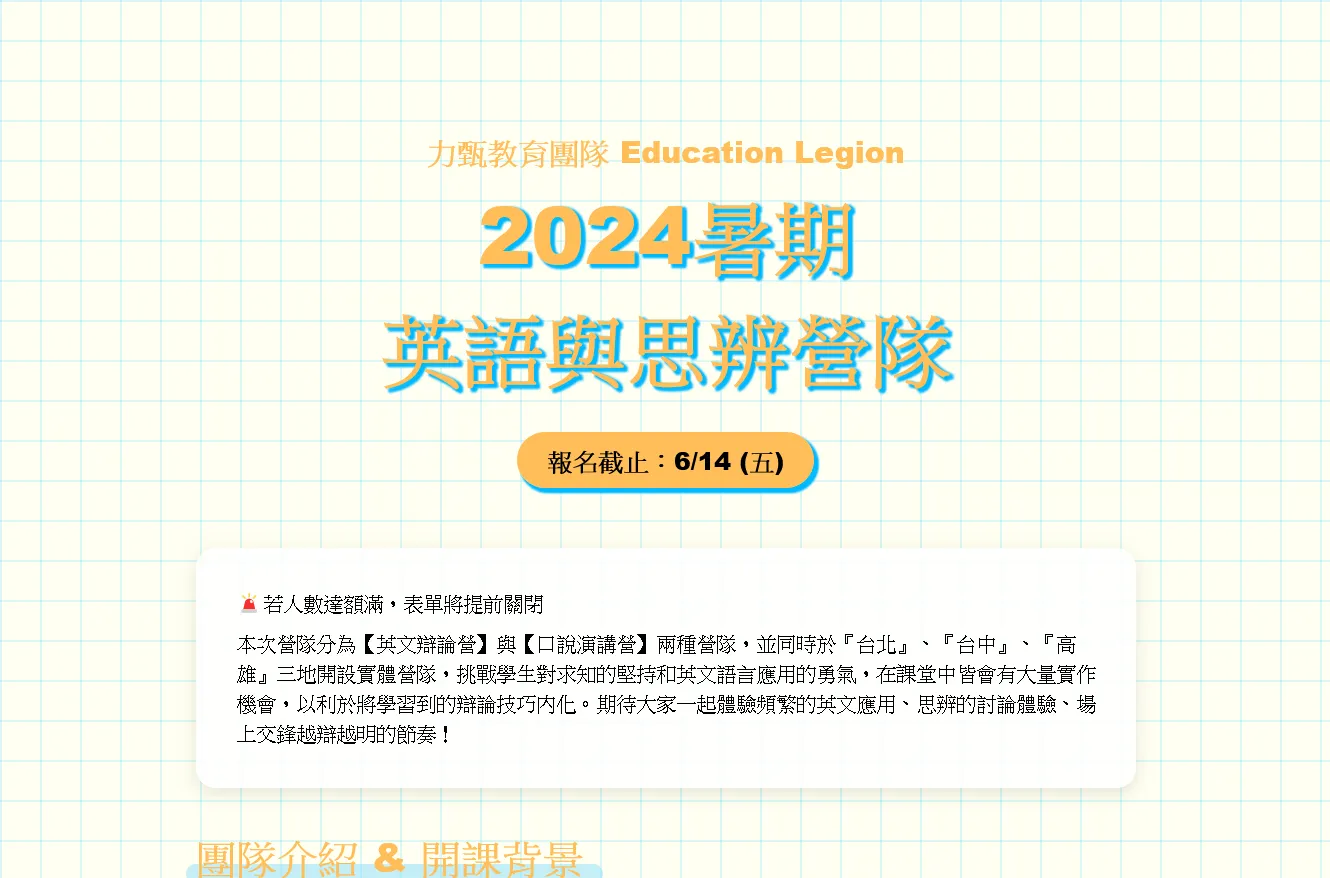 力甄教育團隊 Education Legion
2024暑期
英語與思辨營隊
報名截止：6/14 (五)
🚨若人數達額滿，表單將提前關閉
本次營隊分為【英文辯論營】與【口說演講營】兩種營隊，並同時於『台北』、『台中』、『高
雄』三地開設實體營隊，挑戰學生對求知的堅持和英文語言應用的勇氣，在課堂中皆會有大量實作
機會，以利於將學習到的辯論技巧內化。期待大家一起體驗頻繁的英文應用、思辨的討論體驗、場
上交鋒越辯越明的節奏！
團隊介紹 & 開課背景